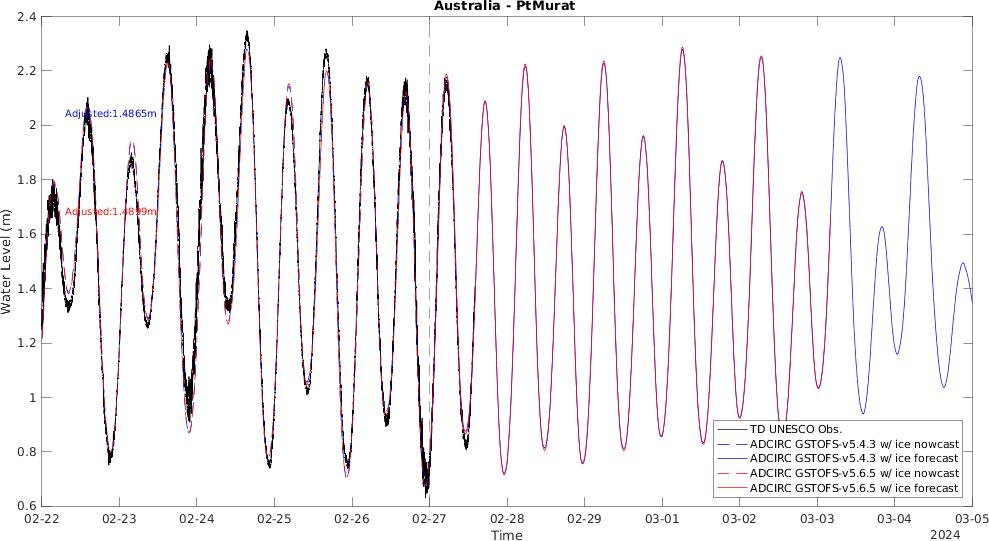 Australia - PtMurat
2.4
2.2
2
1.8
1.6
1.4
1.2
1
0.8
0.6
Water Level (m)
Adjusted:1.4865m
Adjusted:1.4899m
TD UNESCO Obs.
ADCIRC GSTOFS-v5.4.3 w/ ice nowcast
ADCIRC GSTOFS-v5.4.3 w/ ice forecast
ADCIRC GSTOFS-v5.6.5 w/ ice nowcast
ADCIRC GSTOFS-v5.6.5 w/ ice forecast
02-22 02-23 02-24 02-25 02-26 02-27 02-28 02-29 03-01 03-02 03-03 03-04 03-05
Time
2024